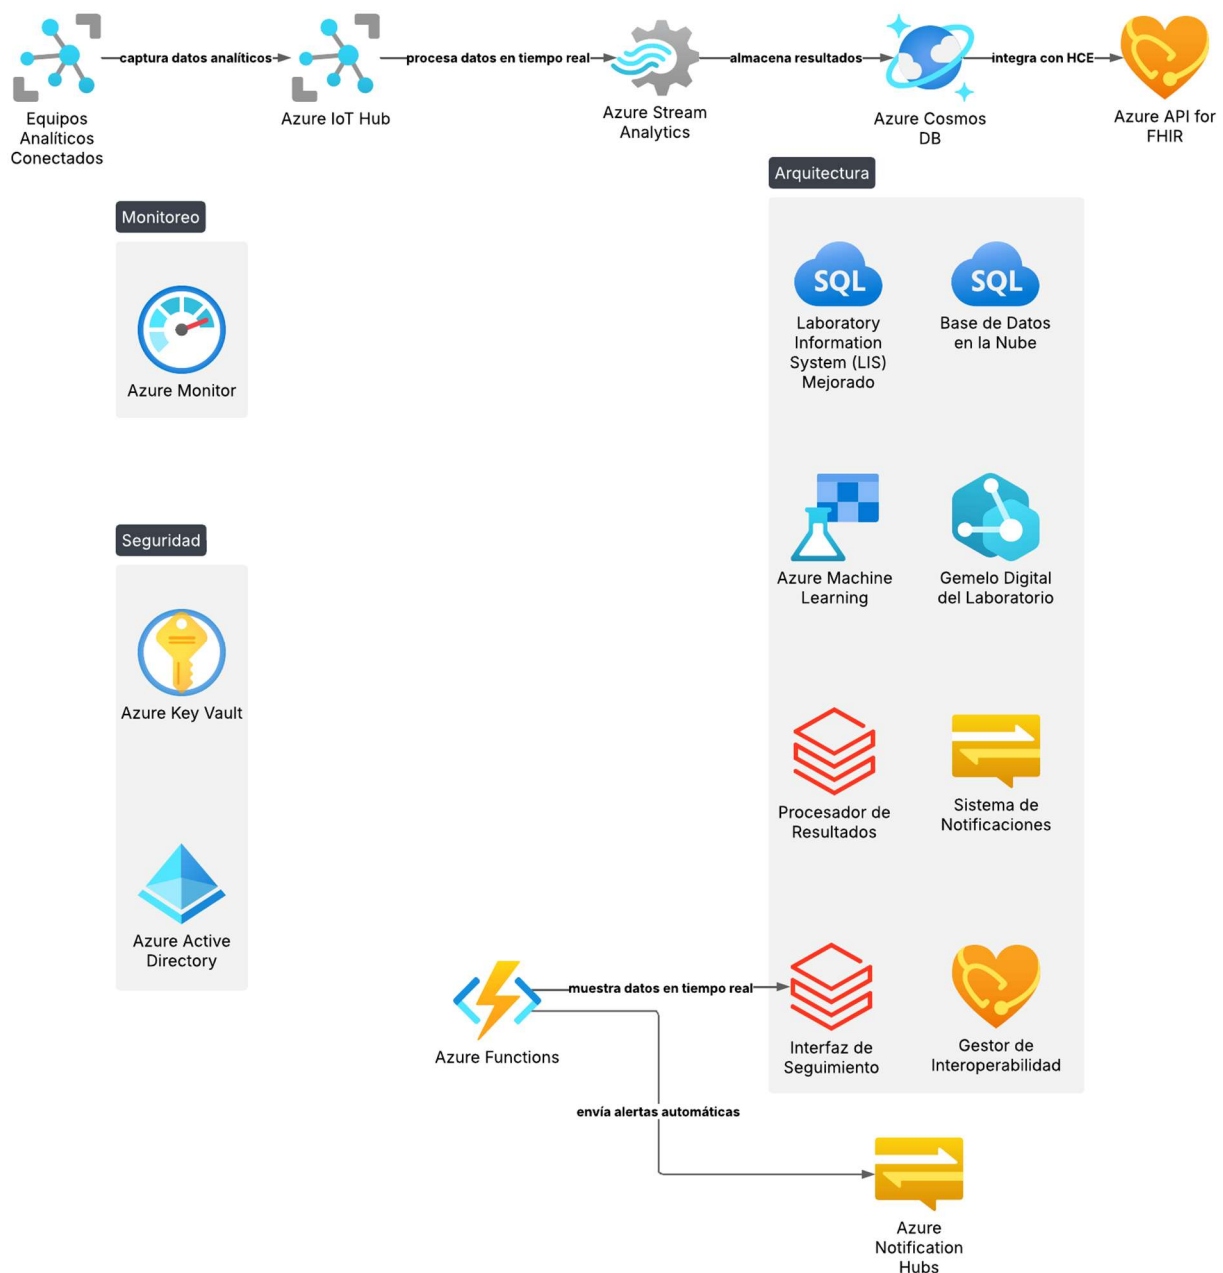 captura datos analíticos
procesa datos en tiempo real
almacena resultados
integra con HCE
Equipos
Analíticos
Conectados
Azure IoT Hub
Azure Stream
Analytics
Azure Cosmos
DB
Azure API for
FHIR
Arquitectura
Monitoreo
Azure Monitor
SQL
Laboratory
Information
System (LIS)
Mejorado
SQL
Base de Datos
en la Nube
Seguridad
Azure Key Vault
Azure Active
Directory
Azure Machine
Learning
Gemelo Digital
del Laboratorio
Procesador de
Resultados
Sistema de
Notificaciones
Azure Functions
muestra datos en tiempo real
Interfaz de
Seguimiento
Gestor de
Interoperabilidad
envía alertas automáticas
Azure
Notification
Hubs